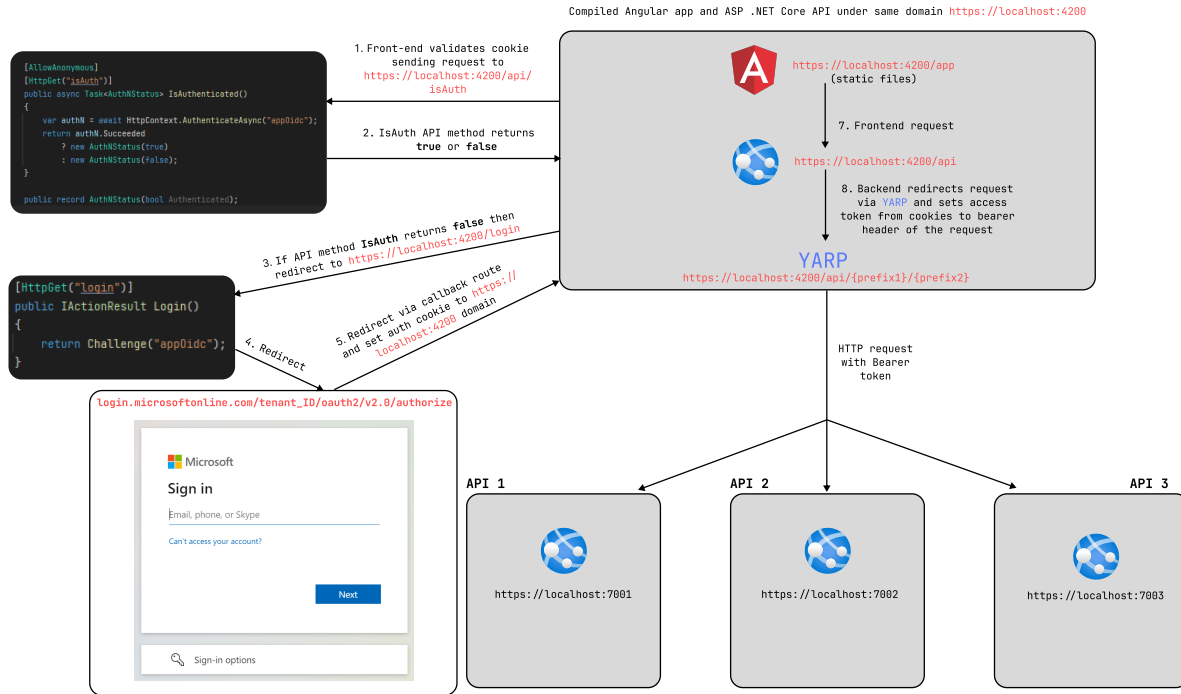 Compiled Angular app and ASP .NET Core API under same domain https://localhost:4200
[AllowAnonymous]
[HttpGet("isAuth")]
public async Task<AuthNStatus> IsAuthenticated()
{
var authN = await HttpContext.AuthenticateAsync("appOidc");
return authN.Succeeded
? new AuthNStatus(true)
: new AuthNStatus(false);
}
public record AuthNStatus(bool Authenticated);
1. Front-end validates cookie
sending request to
https://localhost:4200/api/
isAuth
2. IsAuth API method returns
true or false
https://localhost:4200/app
(static files)
7. Frontend request
https://localhost:4200/api
8. Backend redirects request
via YARP and sets access
token from cookies to bearer
header of the request
YARP
https://localhost:4200/api/{prefix1}/{prefix2}
3. If API method IsAuth returns false then
redirect to https://localhost:4200/login
[HttpGet("login")]
public IActionResult Login()
{
return Challenge("appOidc");
}
4. Redirect
5. Redirect via callback route
and set auth cookie to https://
localhost:4200 domain
HTTP request
with Bearer
token
login.microsoftonline.com/tenant_ID/oauth2/v2.0/authorize
Microsoft
Sign in
Email, phone, or Skype
Can't access your account?
Next
Sign-in options
API 1
https://localhost:7001
API 2
https://localhost:7002
API 3
https://localhost:7003